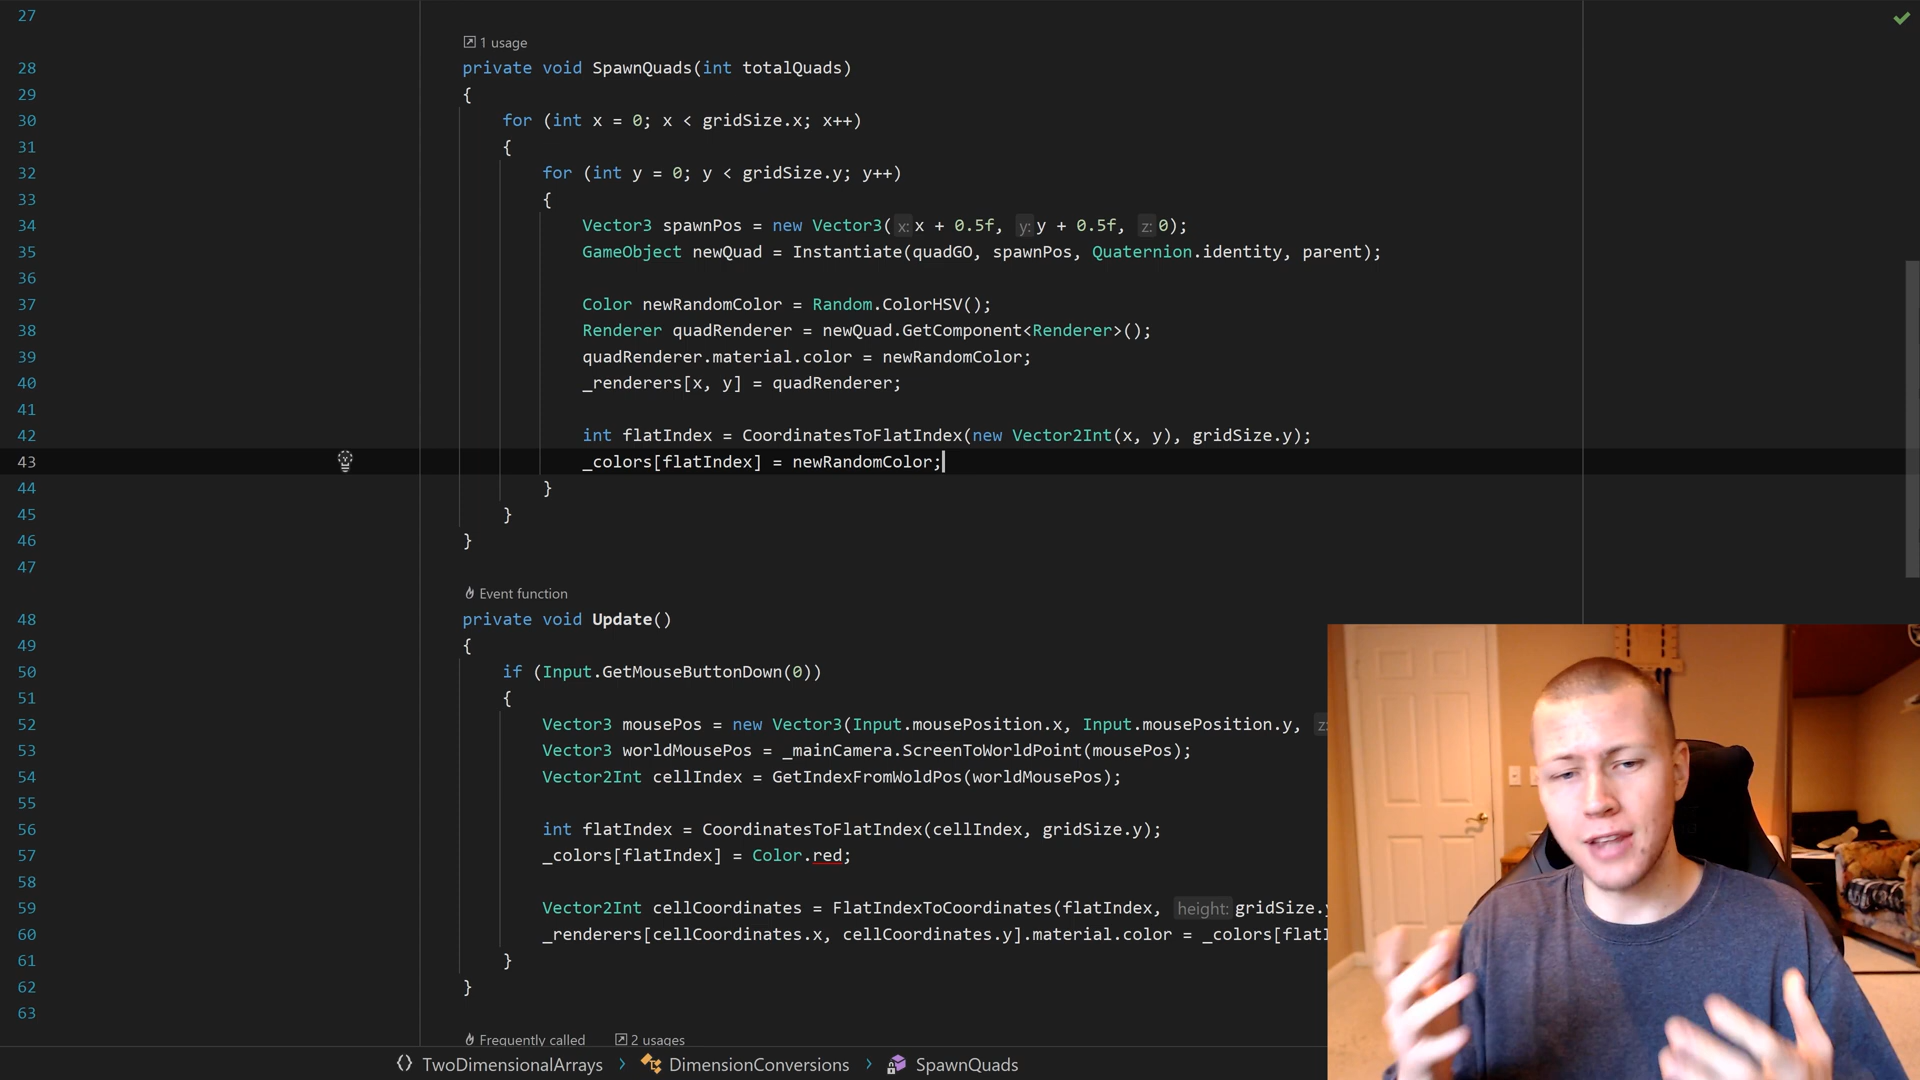 27
1 usage
28 private void SpawnQuads(int totalQuads)
29 {
30 for (int x = 0; x < gridSize.x; x++)
31 {
32 for (int y = 0; y < gridSize.y; y++)
33 {
34 Vector3 spawnPos = new Vector3(x: x + 0.5f, y: y + 0.5f, z: 0);
35 GameObject newQuad = Instantiate(quadGO, spawnPos, Quaternion.identity, parent);
36
37 Color newRandomColor = Random.ColorHSV();
38 Renderer quadRenderer = newQuad.GetComponent<Renderer>();
39 quadRenderer.material.color = newRandomColor;
40 _renderers[x, y] = quadRenderer;
41
42 int flatIndex = CoordinatesToFlatIndex(new Vector2Int(x, y), gridSize.y);
43 _colors[flatIndex] = newRandomColor;
44 }
45 }
46 }
47
Event function
48 private void Update()
49 {
50 if (Input.GetMouseButtonDown(0))
51 {
52 Vector3 mousePos = new Vector3(Input.mousePosition.x, Input.mousePosition.y, z:
53 Vector3 worldMousePos = _mainCamera.ScreenToWorldPoint(mousePos);
54 Vector2Int cellIndex = GetIndexFromWoldPos(worldMousePos);
55
56 int flatIndex = CoordinatesToFlatIndex(cellIndex, gridSize.y);
57 _colors[flatIndex] = Color.red;
58
59 Vector2Int cellCoordinates = FlatIndexToCoordinates(flatIndex, height: gridSize.y
60 _renderers[cellCoordinates.x, cellCoordinates.y].material.color = _colors[flatI
61 }
62 }
63
Frequently called 2 usages
TwoDimensionalArrays > DimensionConversions > SpawnQuads